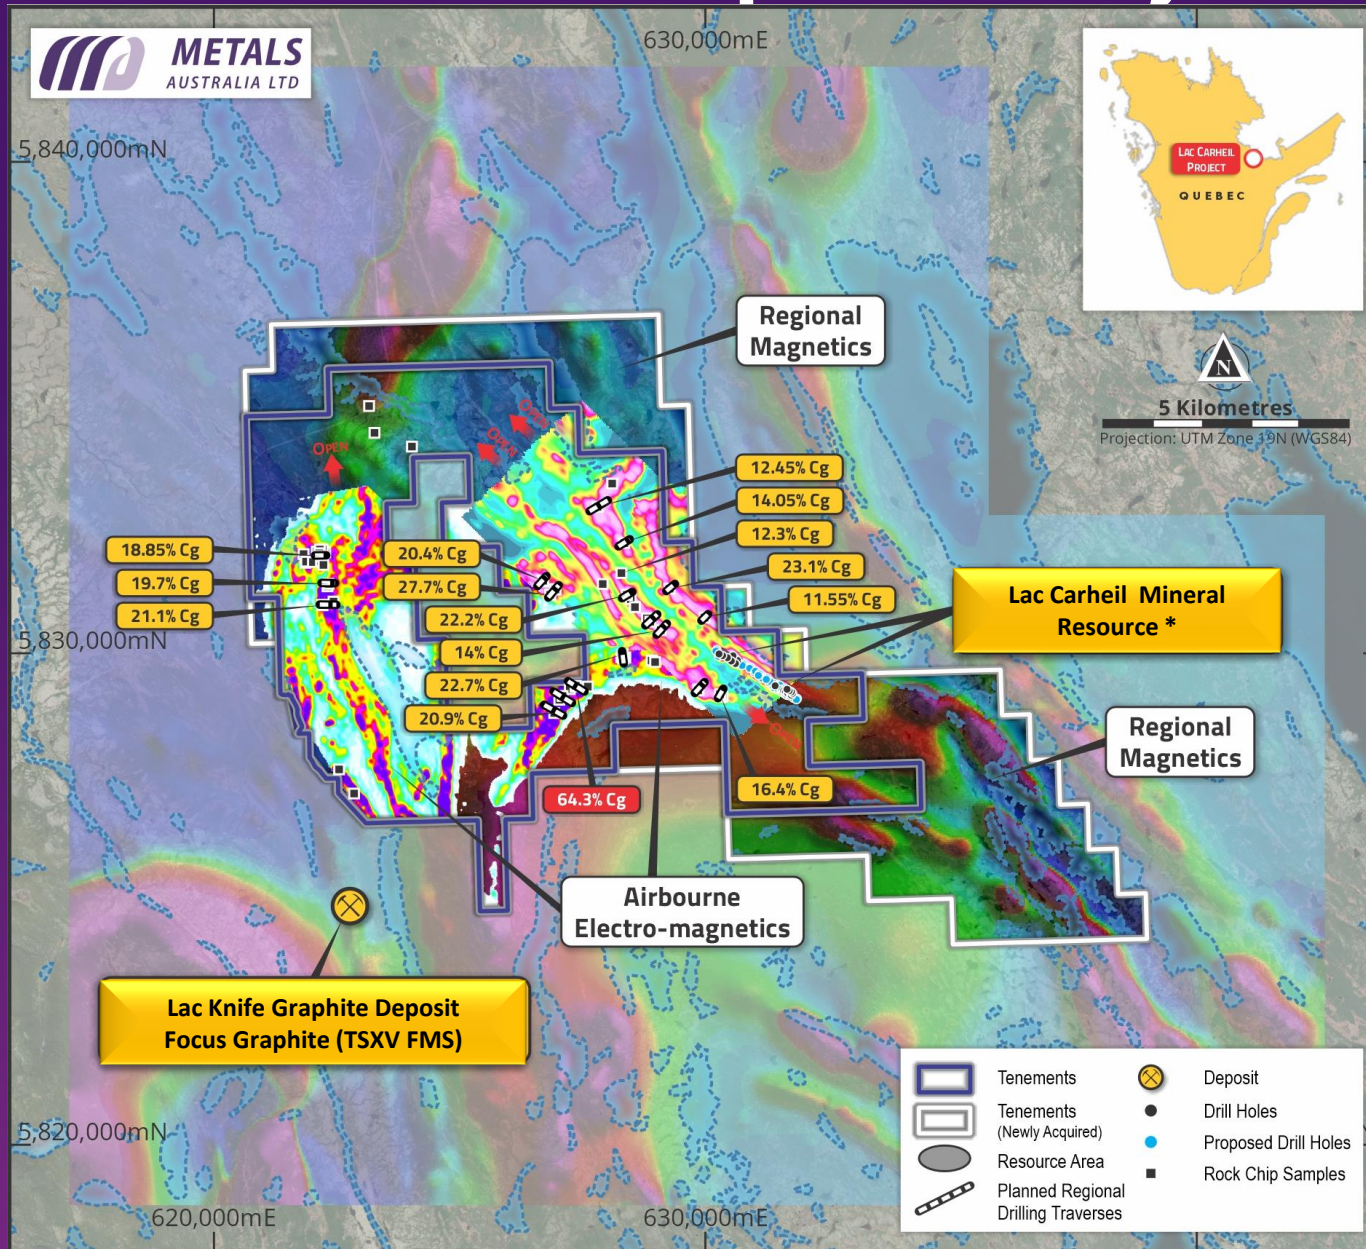 METALS
AUSTRALIA LTD
630,000mE
5,840,000mN
LAC CARHEIL
PROJECT
QUEBEC
N
5 Kilometres
Projection: UTM Zone 19N (WGS84)
Regional
Magnetics
OPEN
OPEN
OPEN
12.45% Cg
14.05% Cg
12.3% Cg
23.1% Cg
11.55% Cg
18.85% Cg
19.7% Cg
21.1% Cg
20.4% Cg
27.7% Cg
22.2% Cg
14% Cg
22.7% Cg
20.9% Cg
5,830,000mN
Lac Carheil Mineral
Resource *
OPEN
Regional
Magnetics
64.3% Cg
16.4% Cg
Airbourne
Electro-magnetics
Lac Knife Graphite Deposit
Focus Graphite (TSXV FMS)
5,820,000mN
620,000mE
630,000mE
Tenements
Tenements
(Newly Acquired)
Resource Area
Planned Regional
Drilling Traverses
Deposit
Drill Holes
Proposed Drill Holes
Rock Chip Samples